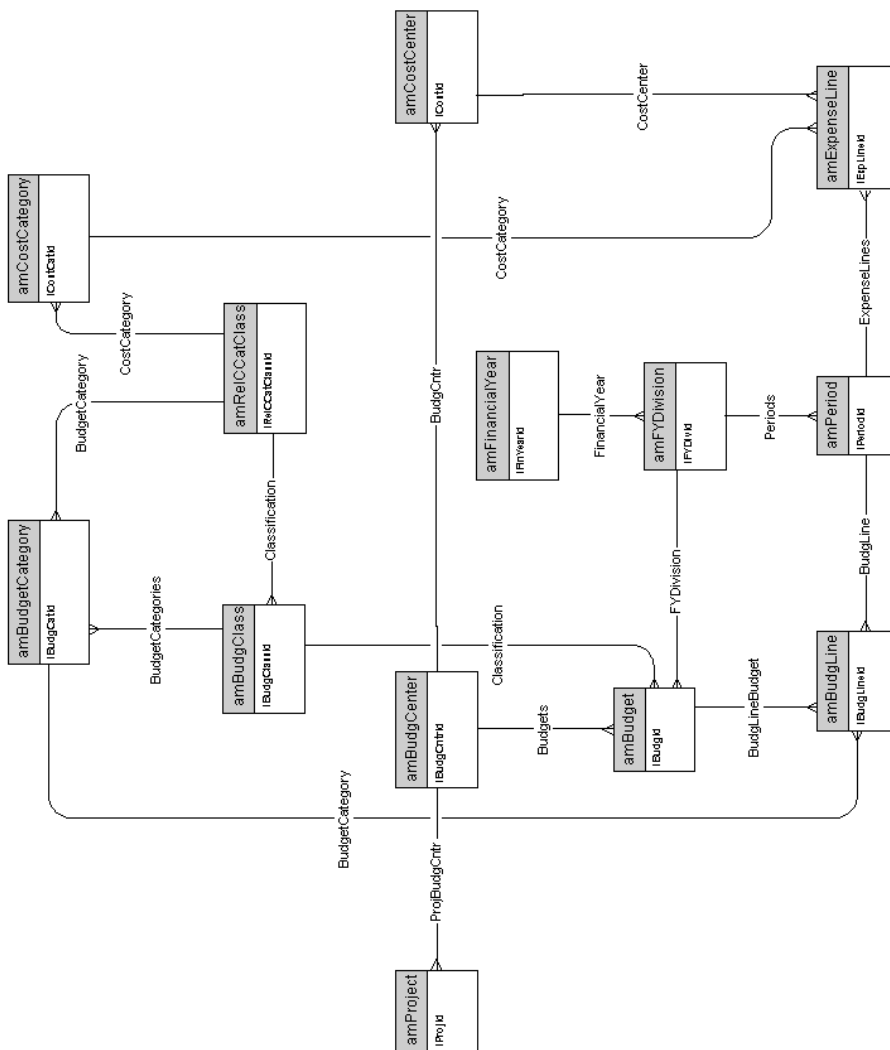 amBudgetCategory
lBudgCatId
amCostCategory
lCostCatId
BudgetCategory
CostCategory
BudgetCategories
amBudgClass
lBudgClassId
Classification
amRelCCatClass
lRelCCatClassId
BudgetCategory
amProject
lProjId
ProjBudgCntr
amBudgCenter
lBudgCntrId
BudgCntr
amCostCenter
lCostId
Classification
amFinancialYear
lFinYearId
CostCategory
Budgets
FinancialYear
CostCenter
amBudget
lBudgId
FYDivision
amFYDivision
lFYDivId
BudgLineBudget
Periods
amBudgLine
lBudgLineId
BudgLine
amPeriod
lPeriodId
ExpenseLines
amExpenseLine
lExpLineId